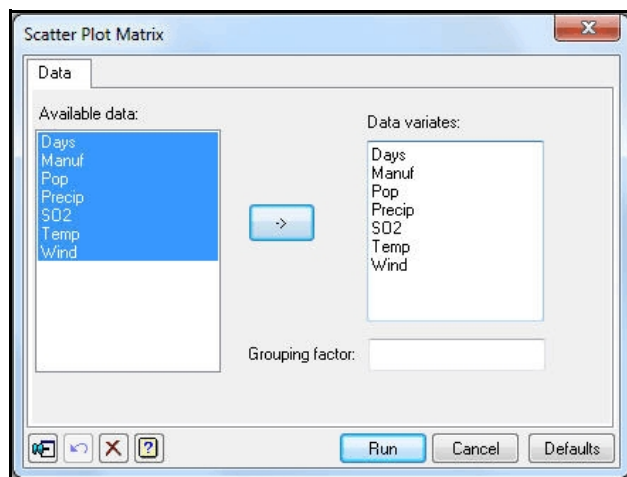 Scatter Plot Matrix
Data
Available data:
Days
Manuf
Pop
Precip
SO2
Temp
Wind
->
Data variates:
Days
Manuf
Pop
Precip
SO2
Temp
Wind
Grouping factor:
Run
Cancel
Defaults